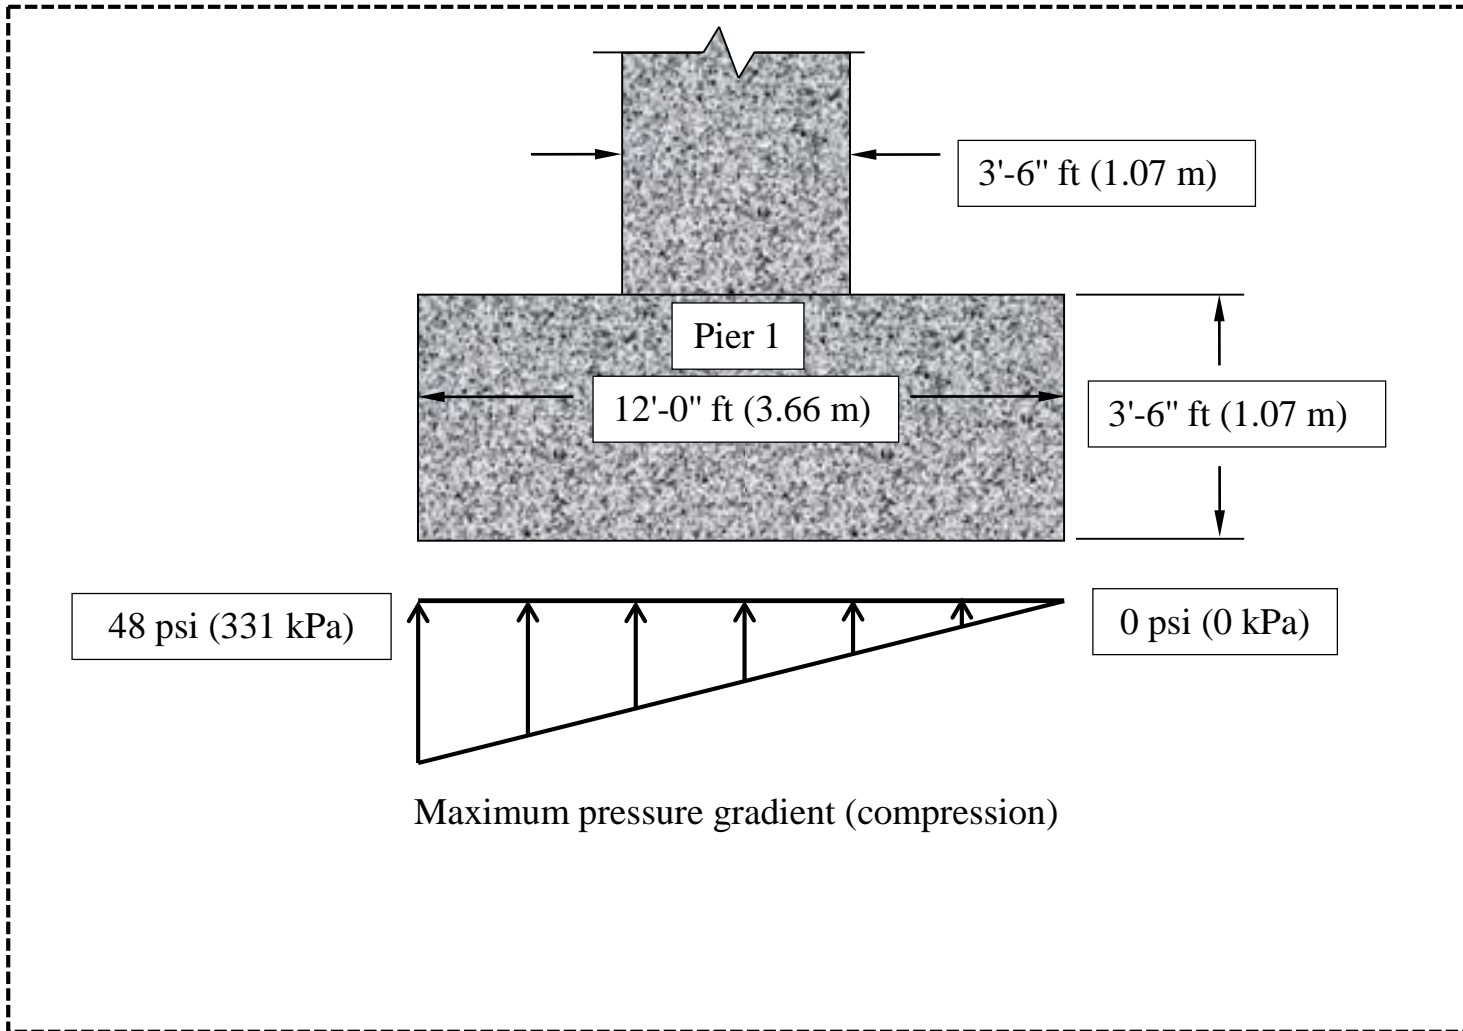 3'-6" ft (1.07 m)
Pier 1
12'-0" ft (3.66 m)
3'-6" ft (1.07 m)
48 psi (331 kPa)
0 psi (0 kPa)
Maximum pressure gradient (compression)